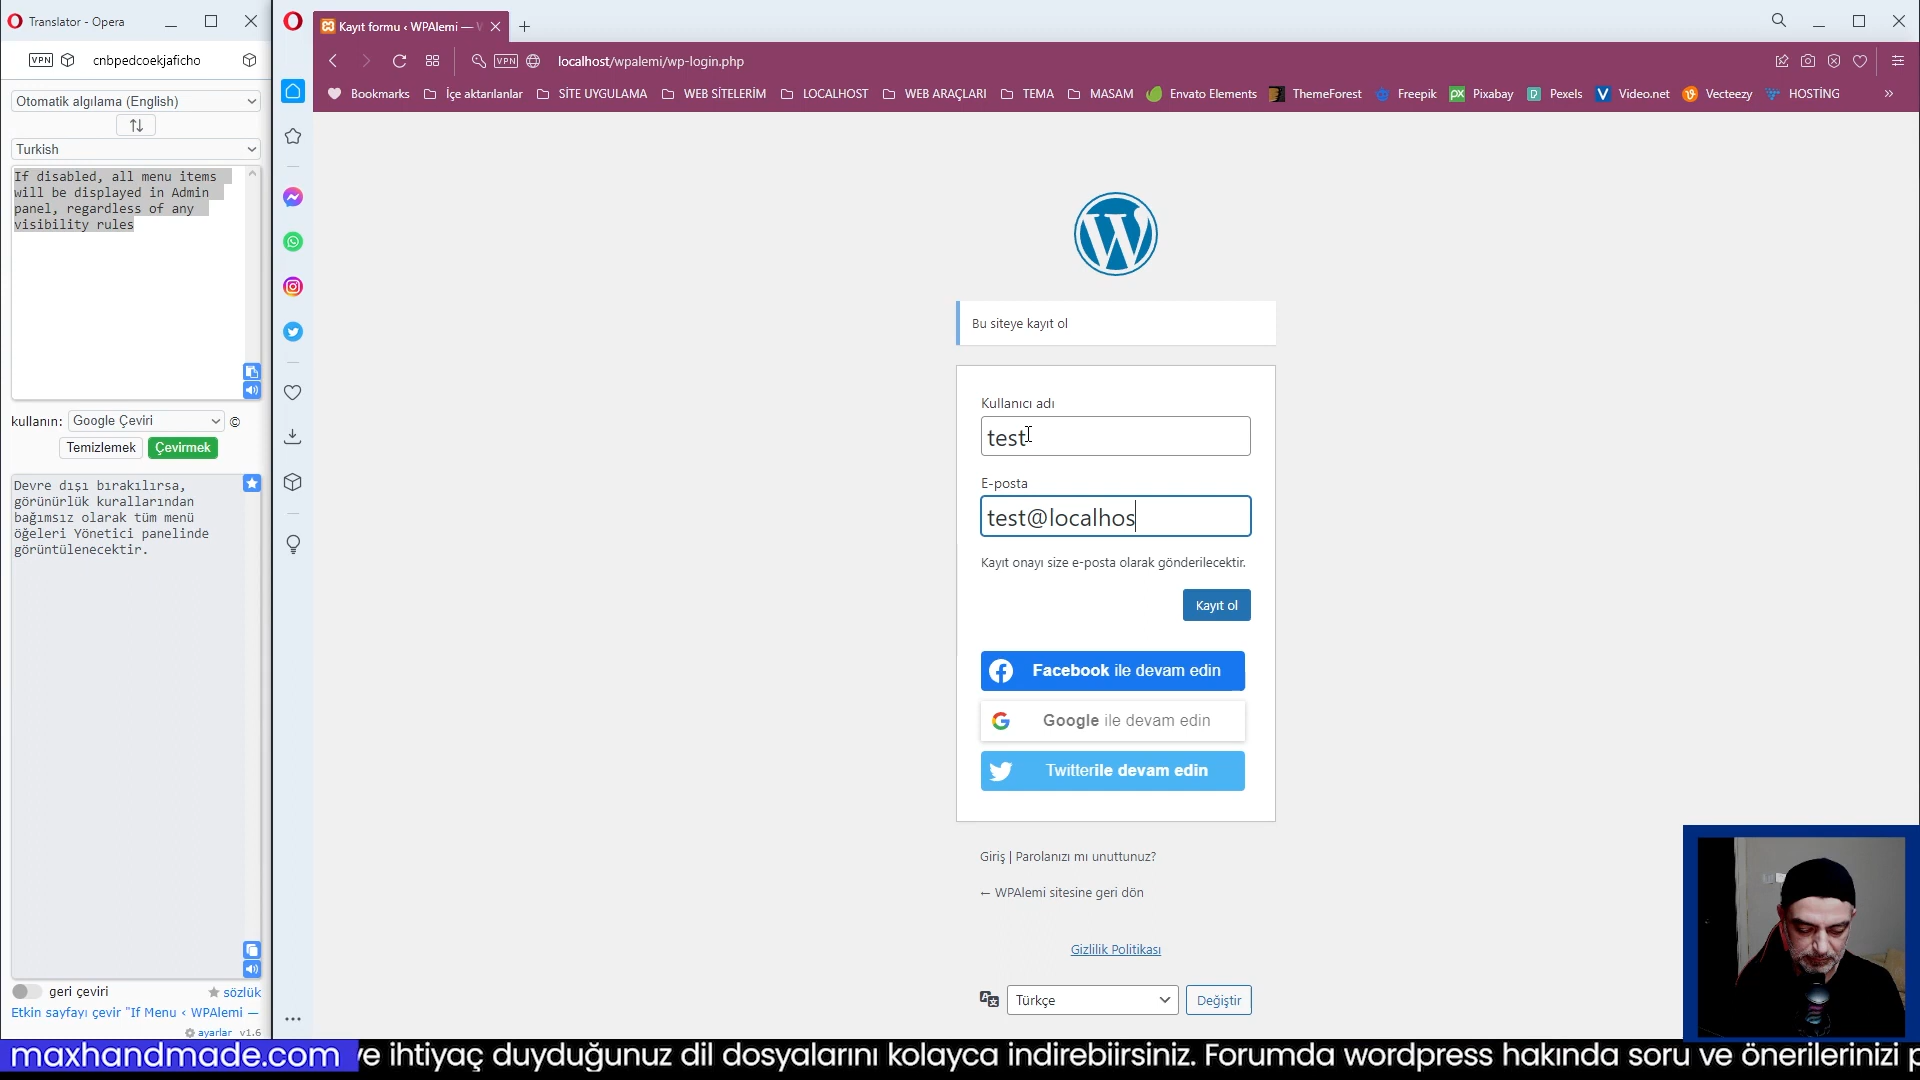 Translator - Opera
VPN
cnbpedcoekjaficho
Otomatik algılama (English)
Turkish
If disabled, all menu items
will be displayed in Admin
panel, regardless of any
visibility rules
kullanın:
Google Çeviri
©
Temizlemek
Çevirmek
Devre dışı bırakılırsa,
görünürlük kurallarından
bağımsız olarak tüm menü
öğeleri Yönetici panelinde
görüntülenecektir.
geri çeviri
sözlük
Etkin sayfayı çevir "If Menu ‹ WPAlemi —
ayarlar v1.6
Kayıt formu ‹ WPAlemi —
VPN
localhost/wpalemi/wp-login.php
Bookmarks
İçe aktarılanlar
SİTE UYGULAMA
WEB SİTELERİM
LOCALHOST
WEB ARAÇLARI
TEMA
MASAM
Envato Elements
ThemeForest
Freepik
Pixabay
Pexels
Video.net
Vecteezy
HOSTİNG
»
Bu siteye kayıt ol
Kullanıcı adı
test
E-posta
test@localhos
Kayıt onayı size e-posta olarak gönderilecektir.
Kayıt ol
Facebook ile devam edin
Google ile devam edin
Twitterile devam edin
Giriş | Parolanızı mı unuttunuz?
← WPAlemi sitesine geri dön
Gizlilik Politikası
Türkçe
Değiştir
maxhandmade.com ve ihtiyaç duyduğunuz dil dosyalarını kolayca indirebiirsiniz. Forumda wordpress hakında soru ve önerilerinizi p